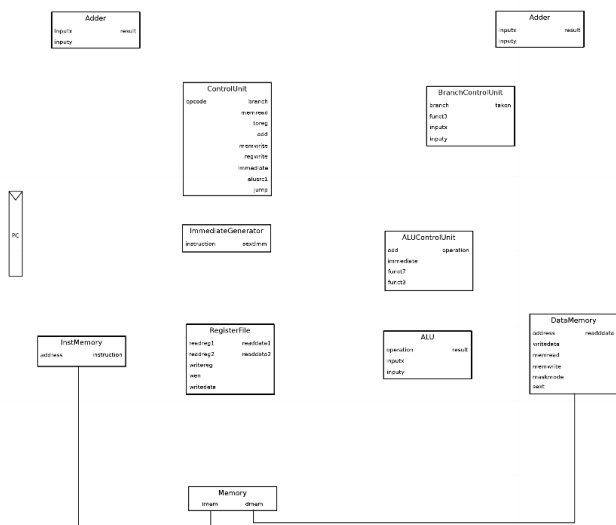 Adder
inputx result
inputy
Adder
inputx result
inputy
ControlUnit
opcode branch
memread
toreg
add
memwrite
regwrite
immediate
alusrc1
jump
BranchControlUnit
branch taken
funct3
inputx
inputy
PC
ImmediateGenerator
instruction sextImm
ALUControlUnit
add operation
immediate
funct7
funct3
InstMemory
address instruction
RegisterFile
readreg1 readdata1
readreg2 readdata2
writereg
wen
writedata
ALU
operation result
inputx
inputy
DataMemory
address readddata
writedata
memread
memwrite
maskmode
sext
Memory
imem dmem